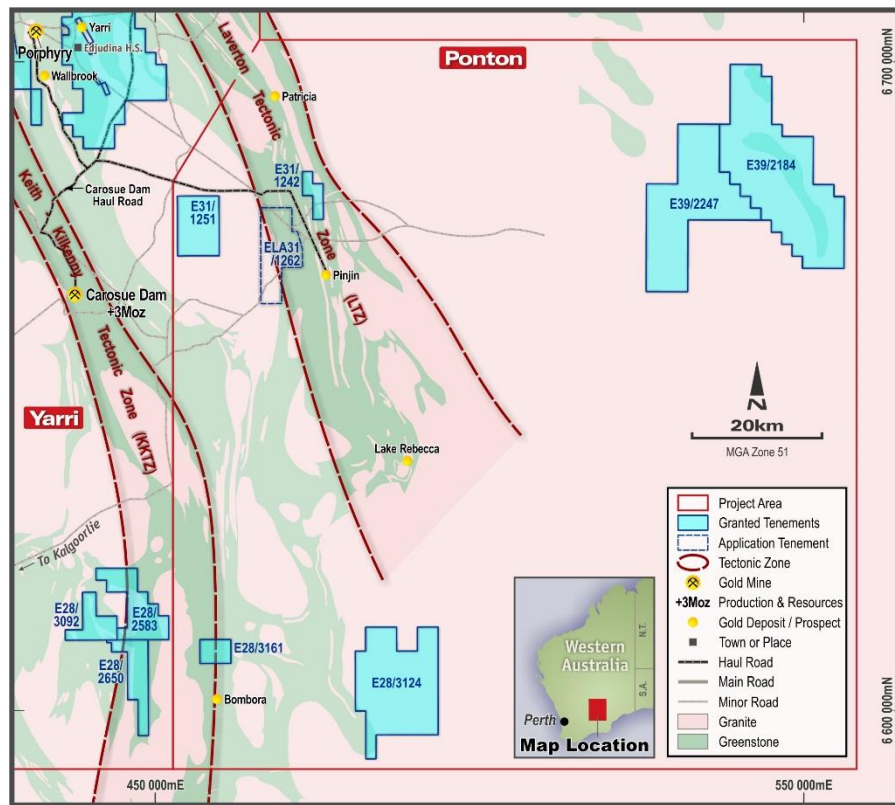 Yarri
Edjudina H.S.
Porphyry
Wallbrook
Laverton
Tectonic
Zone
(LTZ)
Ponton
Patricia
6 700 000mN
E39/2184
E39/2247
E31/
1242
Keith
Kilkenny
Tectonic
Zone
(KKTZ)
Carosue Dam
Haul Road
E31/
1251
ELA31
/1262
Pinjin
Carosue Dam
+3Moz
Yarri
Lake Rebecca
To Kalgoorlie
N
20km
MGA Zone 51
E28/
3092
E28/
2583
E28/
2650
E28/3161
Bombora
E28/3124
Western
Australia
N.T.
S.A.
Perth
Map Location
Project Area
Granted Tenements
Application Tenement
Tectonic Zone
Gold Mine
+3Moz Production & Resources
Gold Deposit / Prospect
Town or Place
Haul Road
Main Road
Minor Road
Granite
Greenstone
6 600 000mN
450 000mE
550 000mE